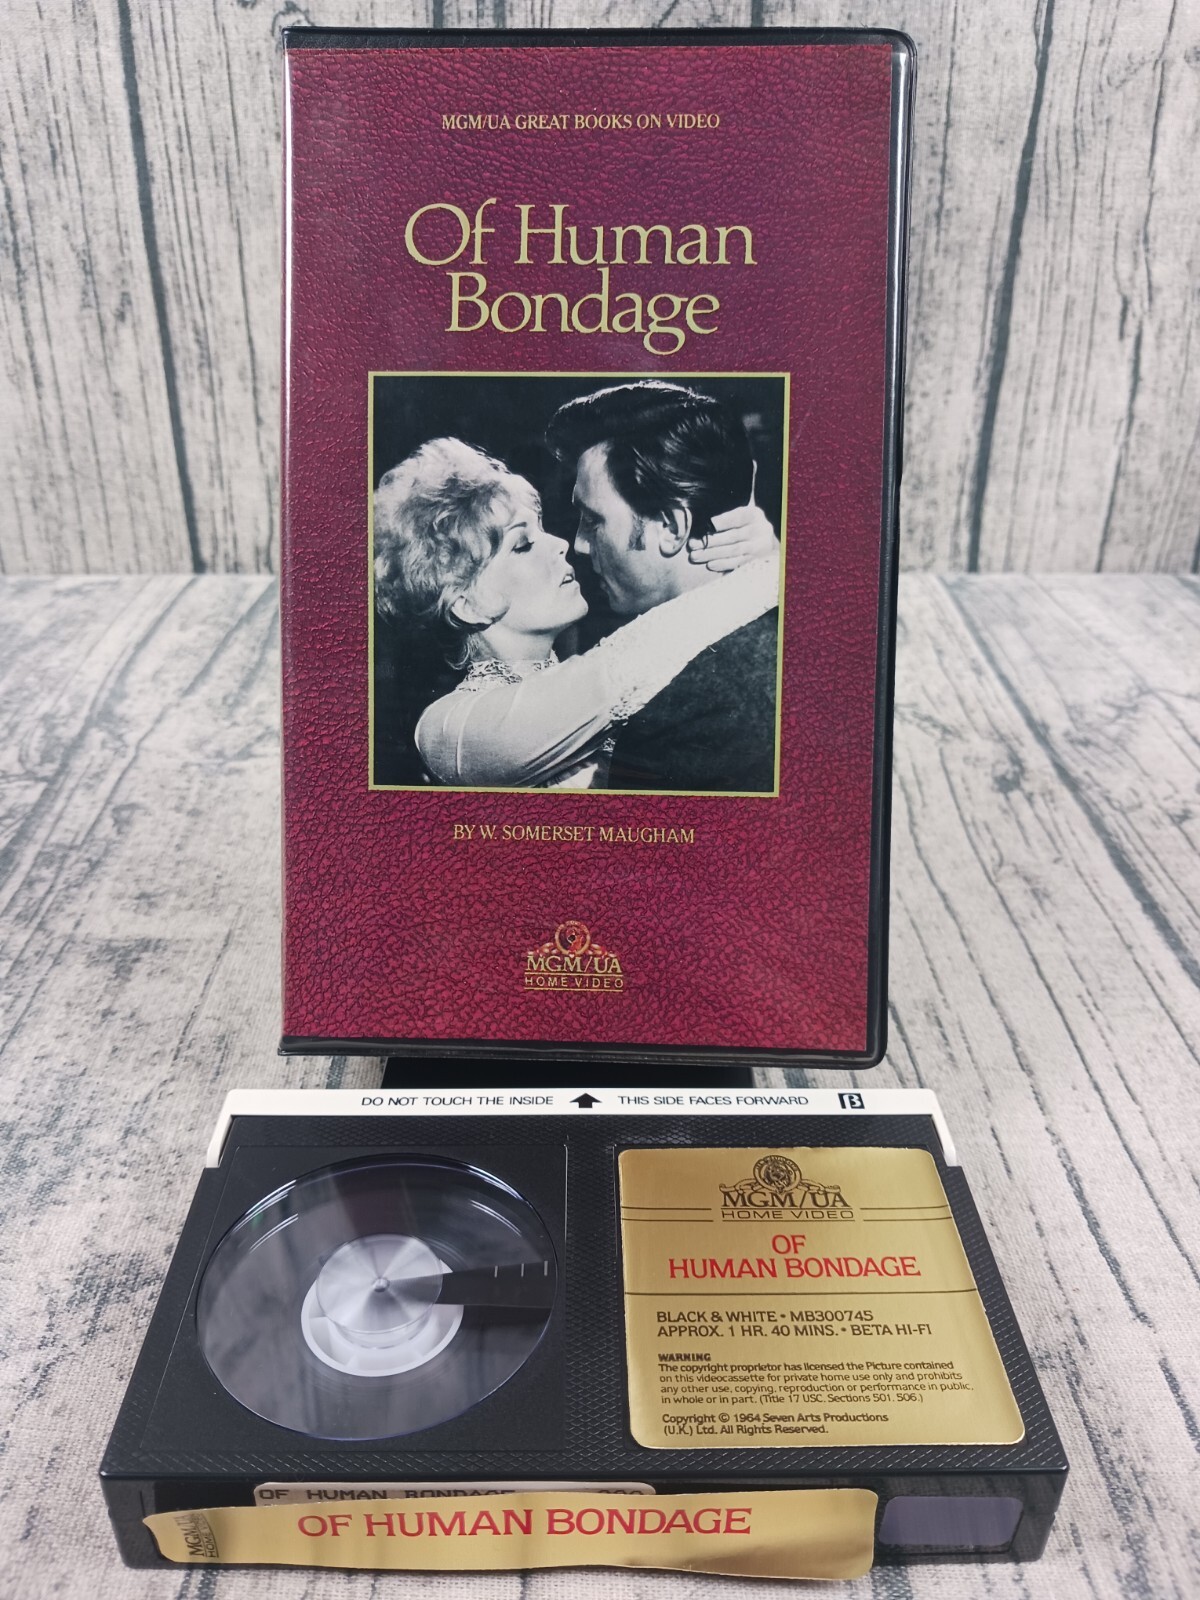 MGM/UA GREAT BOOKS ON VIDEO
Of Human
Bondage
BY W. SOMERSET MAUGHAM
MGM/UA
HOME VIDEO
DO NOT TOUCH THE INSIDE THIS SIDE FACES FORWARD B
MGM/UA
HOME VIDEO
OF
HUMAN BONDAGE
BLACK & WHITE • MB300745
APPROX. 1 HR. 40 MINS. • BETA HI-FI
WARNING
The copyright proprietor has licensed the Picture contained
on this videocassette for private home use only and prohibits
any other use, copying, reproduction or performance in public,
in whole or in part. (Title 17 USC. Sections 501, 506.)
Copyright © 1964 Seven Arts Productions
(U.K.) Ltd. All Rights Reserved.
OF HUMAN BONDAGE
MGM/UA
HOME VIDEO
OF HUMAN BONDAGE